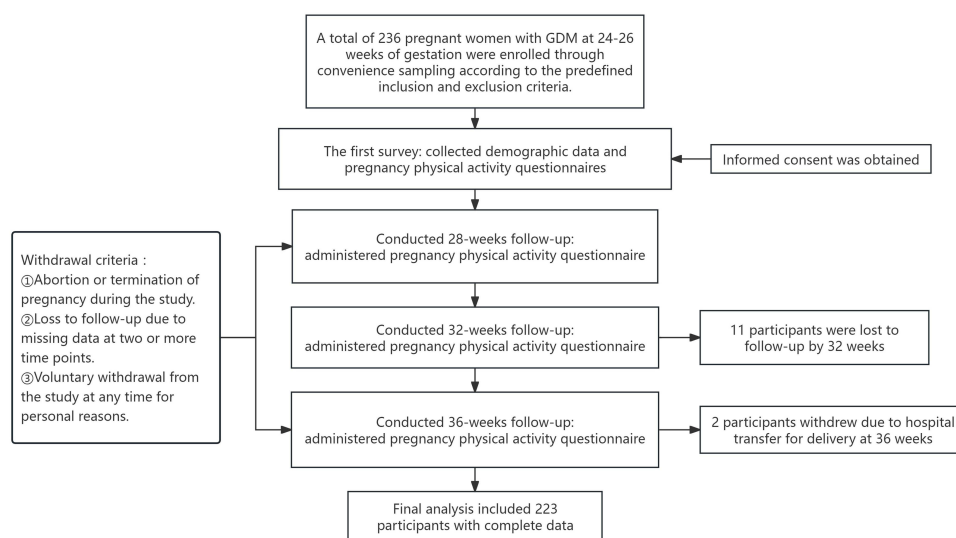 A total of 236 pregnant women with GDM at 24-26
weeks of gestation were enrolled through
convenience sampling according to the predefined
inclusion and exclusion criteria.
The first survey: collected demographic data and
pregnancy physical activity questionnaires
Informed consent was obtained
Conducted 28-weeks follow-up:
administered pregnancy physical activity questionnaire
Withdrawal criteria：
①Abortion or termination of
pregnancy during the study.
②Loss to follow-up due to
missing data at two or more
time points.
③Voluntary withdrawal from
the study at any time for
personal reasons.
Conducted 32-weeks follow-up:
administered pregnancy physical activity questionnaire
11 participants were lost to
follow-up by 32 weeks
Conducted 36-weeks follow-up:
administered pregnancy physical activity questionnaire
2 participants withdrew due to hospital
transfer for delivery at 36 weeks
Final analysis included 223
participants with complete data